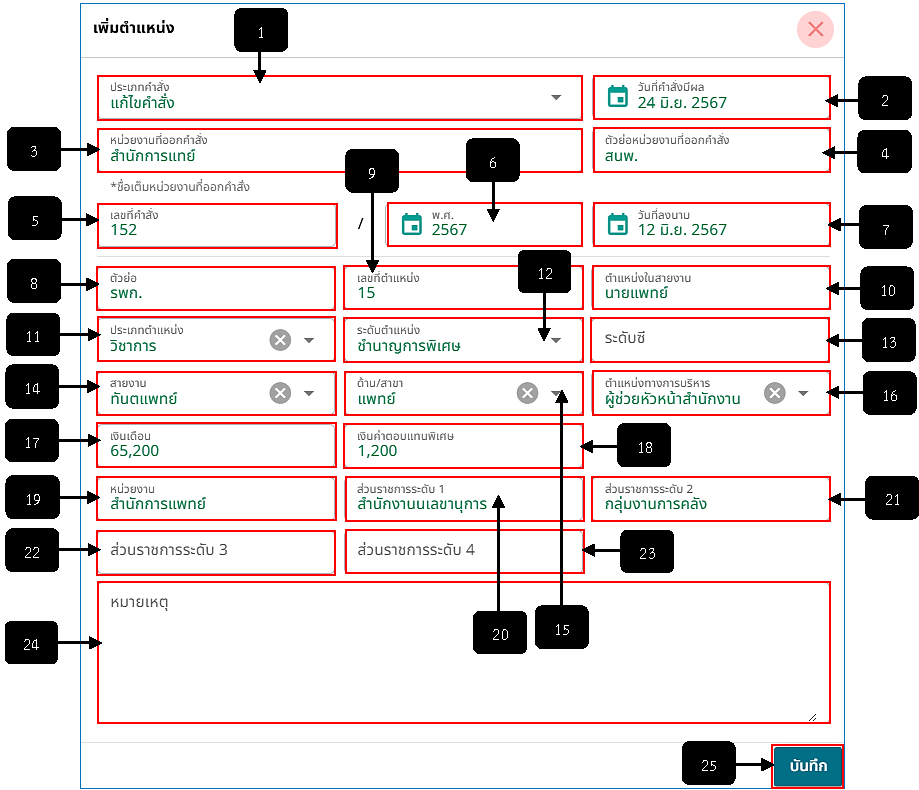 เพิ่มตำแหน่ง
1
ประเภทคำสั่ง
แก้ไขคำสั่ง
วันที่คำสั่งมีผล
24 มิ.ย. 2567
2
3
หน่วยงานที่ออกคำสั่ง
สำนักการแทย์
ตัวย่อหน่วยงานที่ออกคำสั่ง
สนพ.
4
*ชื่อเต็มหน่วยงานที่ออกคำสั่ง
9
6
5
เลขที่คำสั่ง
152
/
พ.ศ.
2567
วันที่ลงนาม
12 มิ.ย. 2567
7
8
ตัวย่อ
รพก.
เลขที่ตำแหน่ง
15
12
ตำแหน่งในสายงาน
นายแพทย์
10
11
ประเภทตำแหน่ง
วิชาการ
ระดับตำแหน่ง
ชำนาญการพิเศษ
ระดับซี
13
14
สายงาน
ทันตแพทย์
ด้าน/สาขา
แพทย์
ตำแหน่งทางการบริหาร
ผู้ช่วยหัวหน้าสำนักงาน
16
17
เงินเดือน
65,200
เงินค่าตอบแทนพิเศษ
1,200
18
19
หน่วยงาน
สำนักการแพทย์
ส่วนราชการระดับ 1
สำนักงานนเลขานุการ
ส่วนราชการระดับ 2
กลุ่มงานการคลัง
21
22
ส่วนราชการระดับ 3
ส่วนราชการระดับ 4
23
หมายเหตุ
24
20
15
25
บันทึก